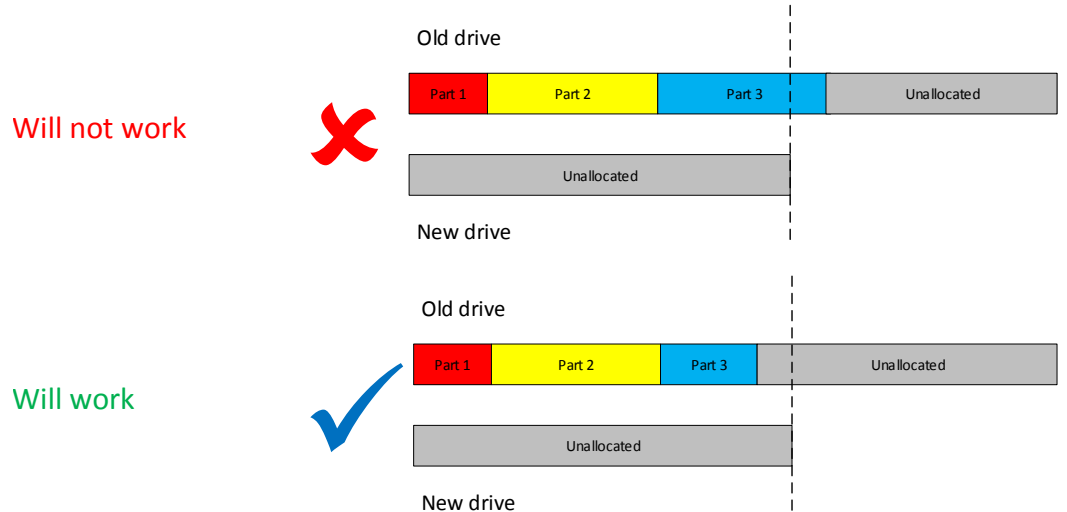 Old drive
Part 1 Part 2 Part 3 Unallocated
Will not work
Unallocated
New drive
Old drive
Part 1 Part 2 Part 3 Unallocated
Will work
Unallocated
New drive